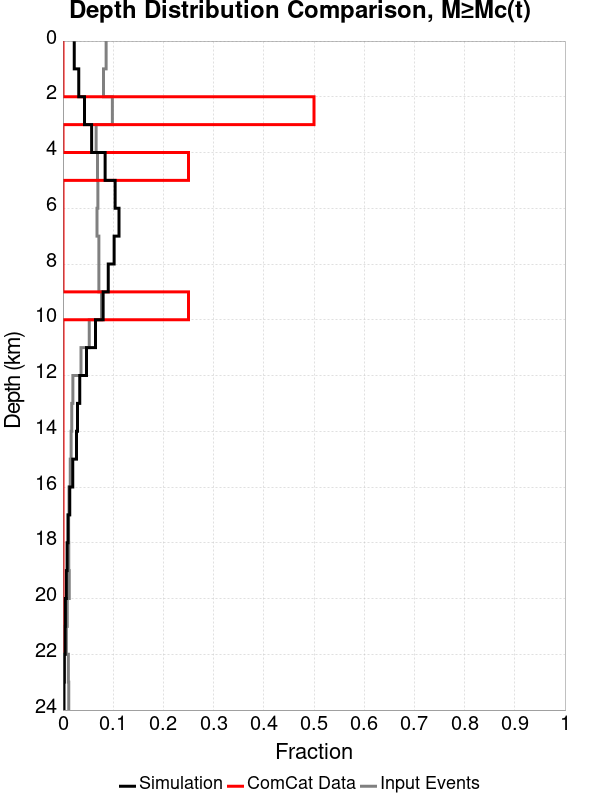 Depth Distribution Comparison, M≥Mc(t)
0
2
4
6
8
10
12
14
16
18
20
22
24
Depth (km)
0 0.1 0.2 0.3 0.4 0.5 0.6 0.7 0.8 0.9 1
Fraction
Simulation ComCat Data Input Events